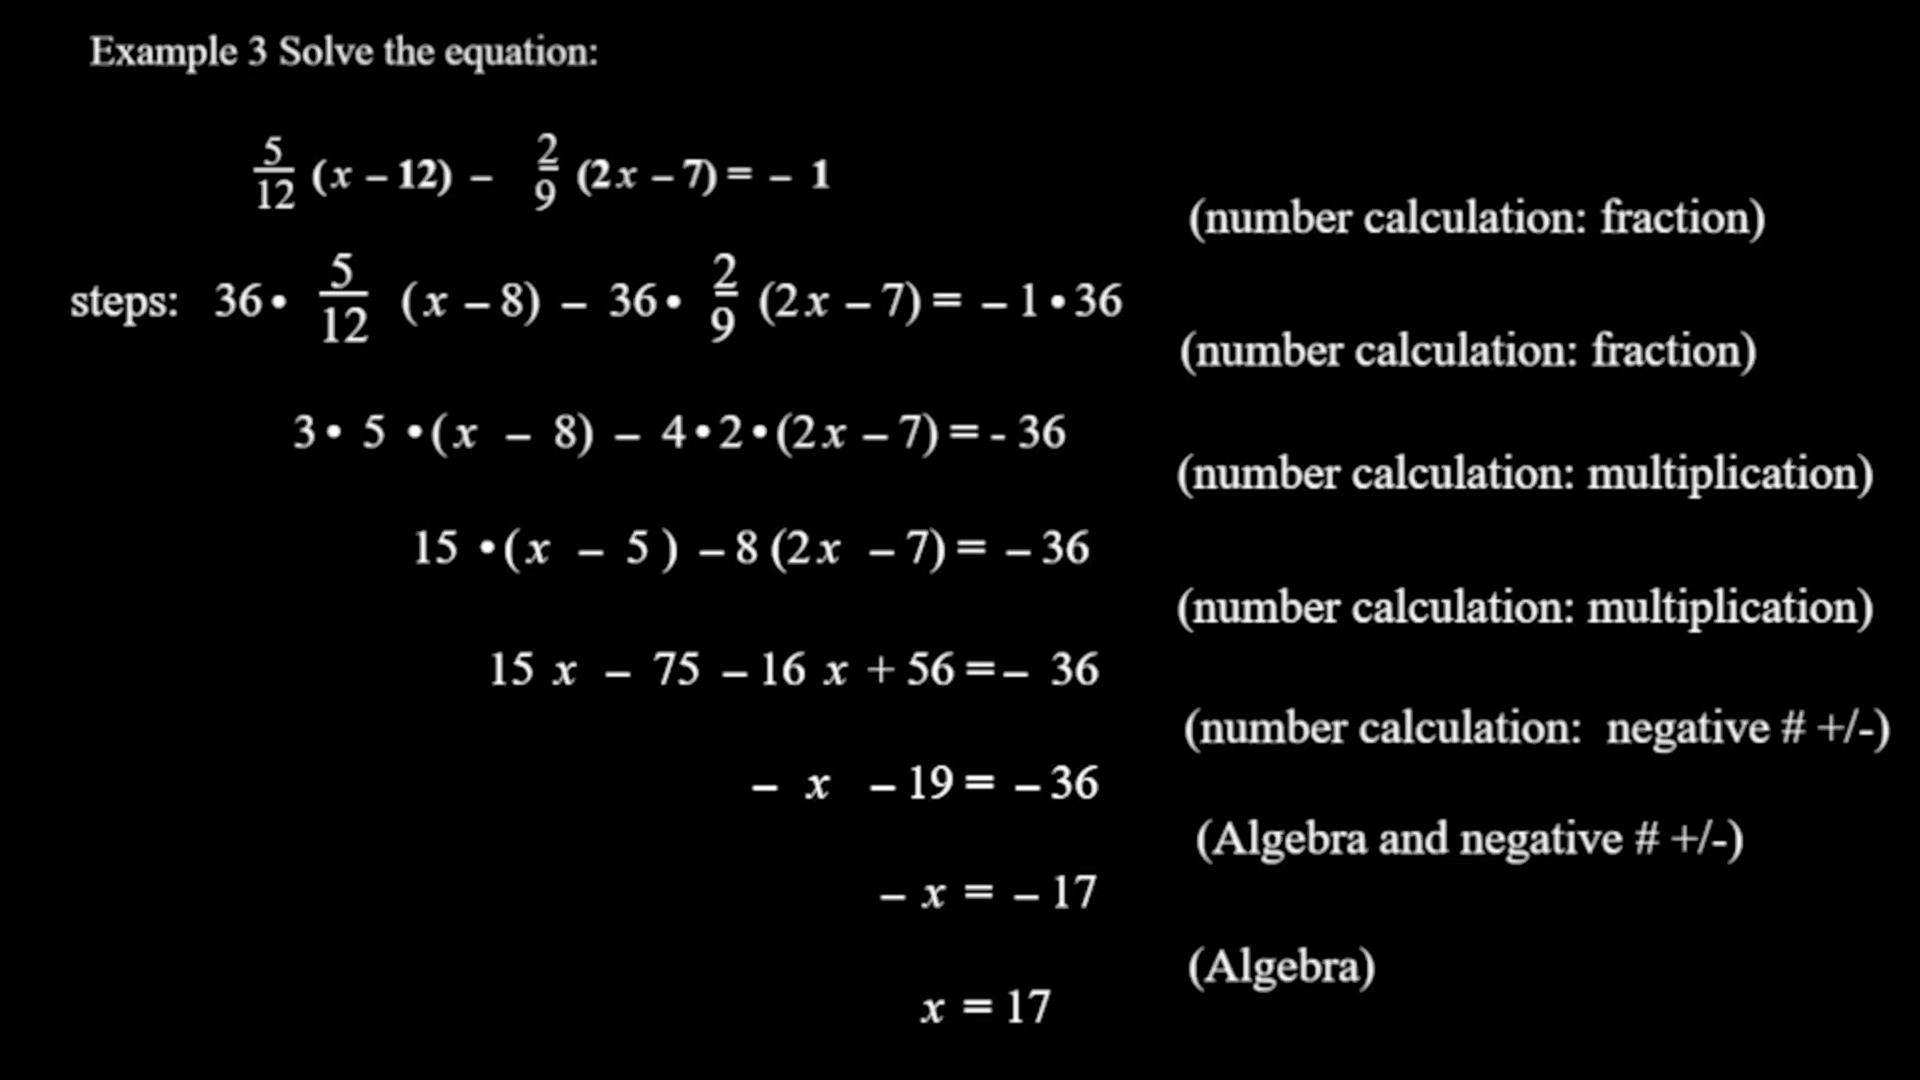 Example 3 Solve the equation:
5/12 (x – 12) – 2/9 (2x – 7) = – 1
(number calculation: fraction)
steps: 36• 5/12 (x – 8) – 36• 2/9 (2x – 7) = – 1•36
(number calculation: fraction)
3• 5 •(x – 8) – 4•2•(2x – 7) = - 36
(number calculation: multiplication)
15 •(x – 5) – 8 (2x – 7) = – 36
(number calculation: multiplication)
15 x – 75 – 16 x + 56 = – 36
(number calculation: negative # +/-)
– x – 19 = – 36
(Algebra and negative # +/-)
– x = – 17
(Algebra)
x = 17